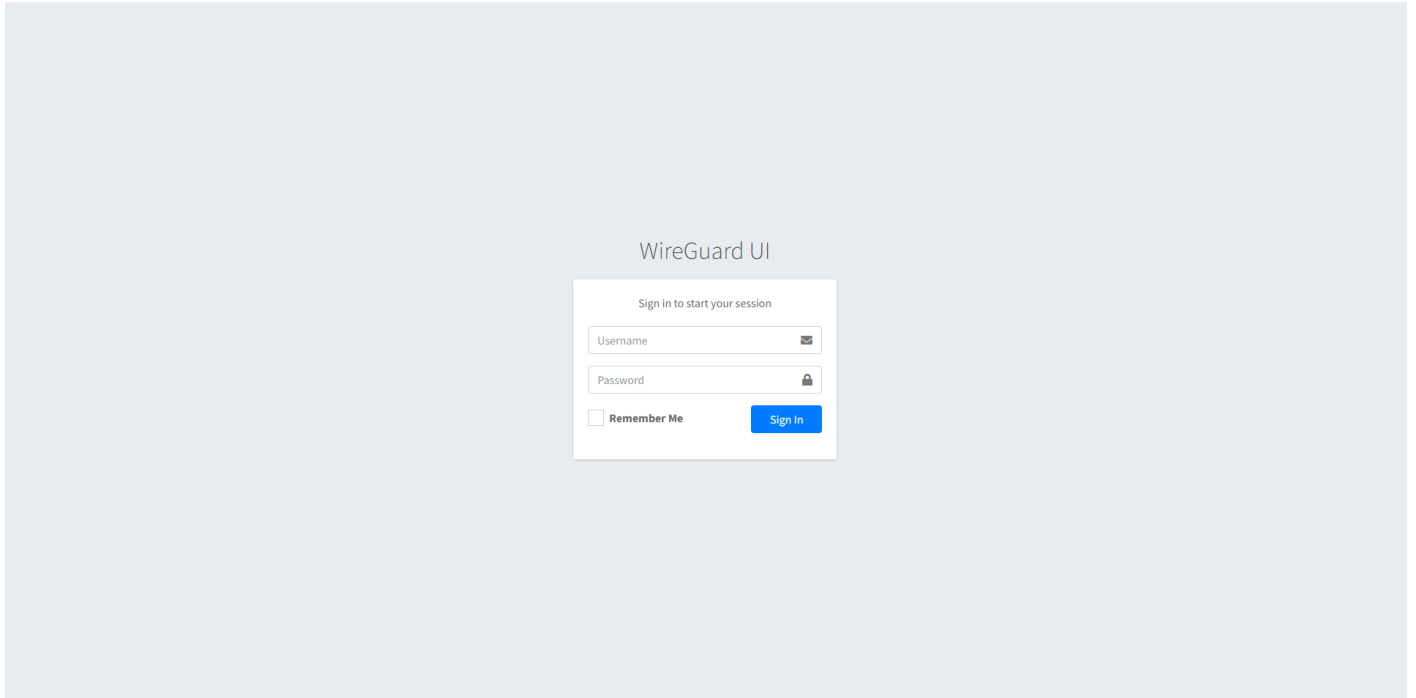 WireGuard UI
Sign in to start your session
Username
Password
Remember Me
Sign In